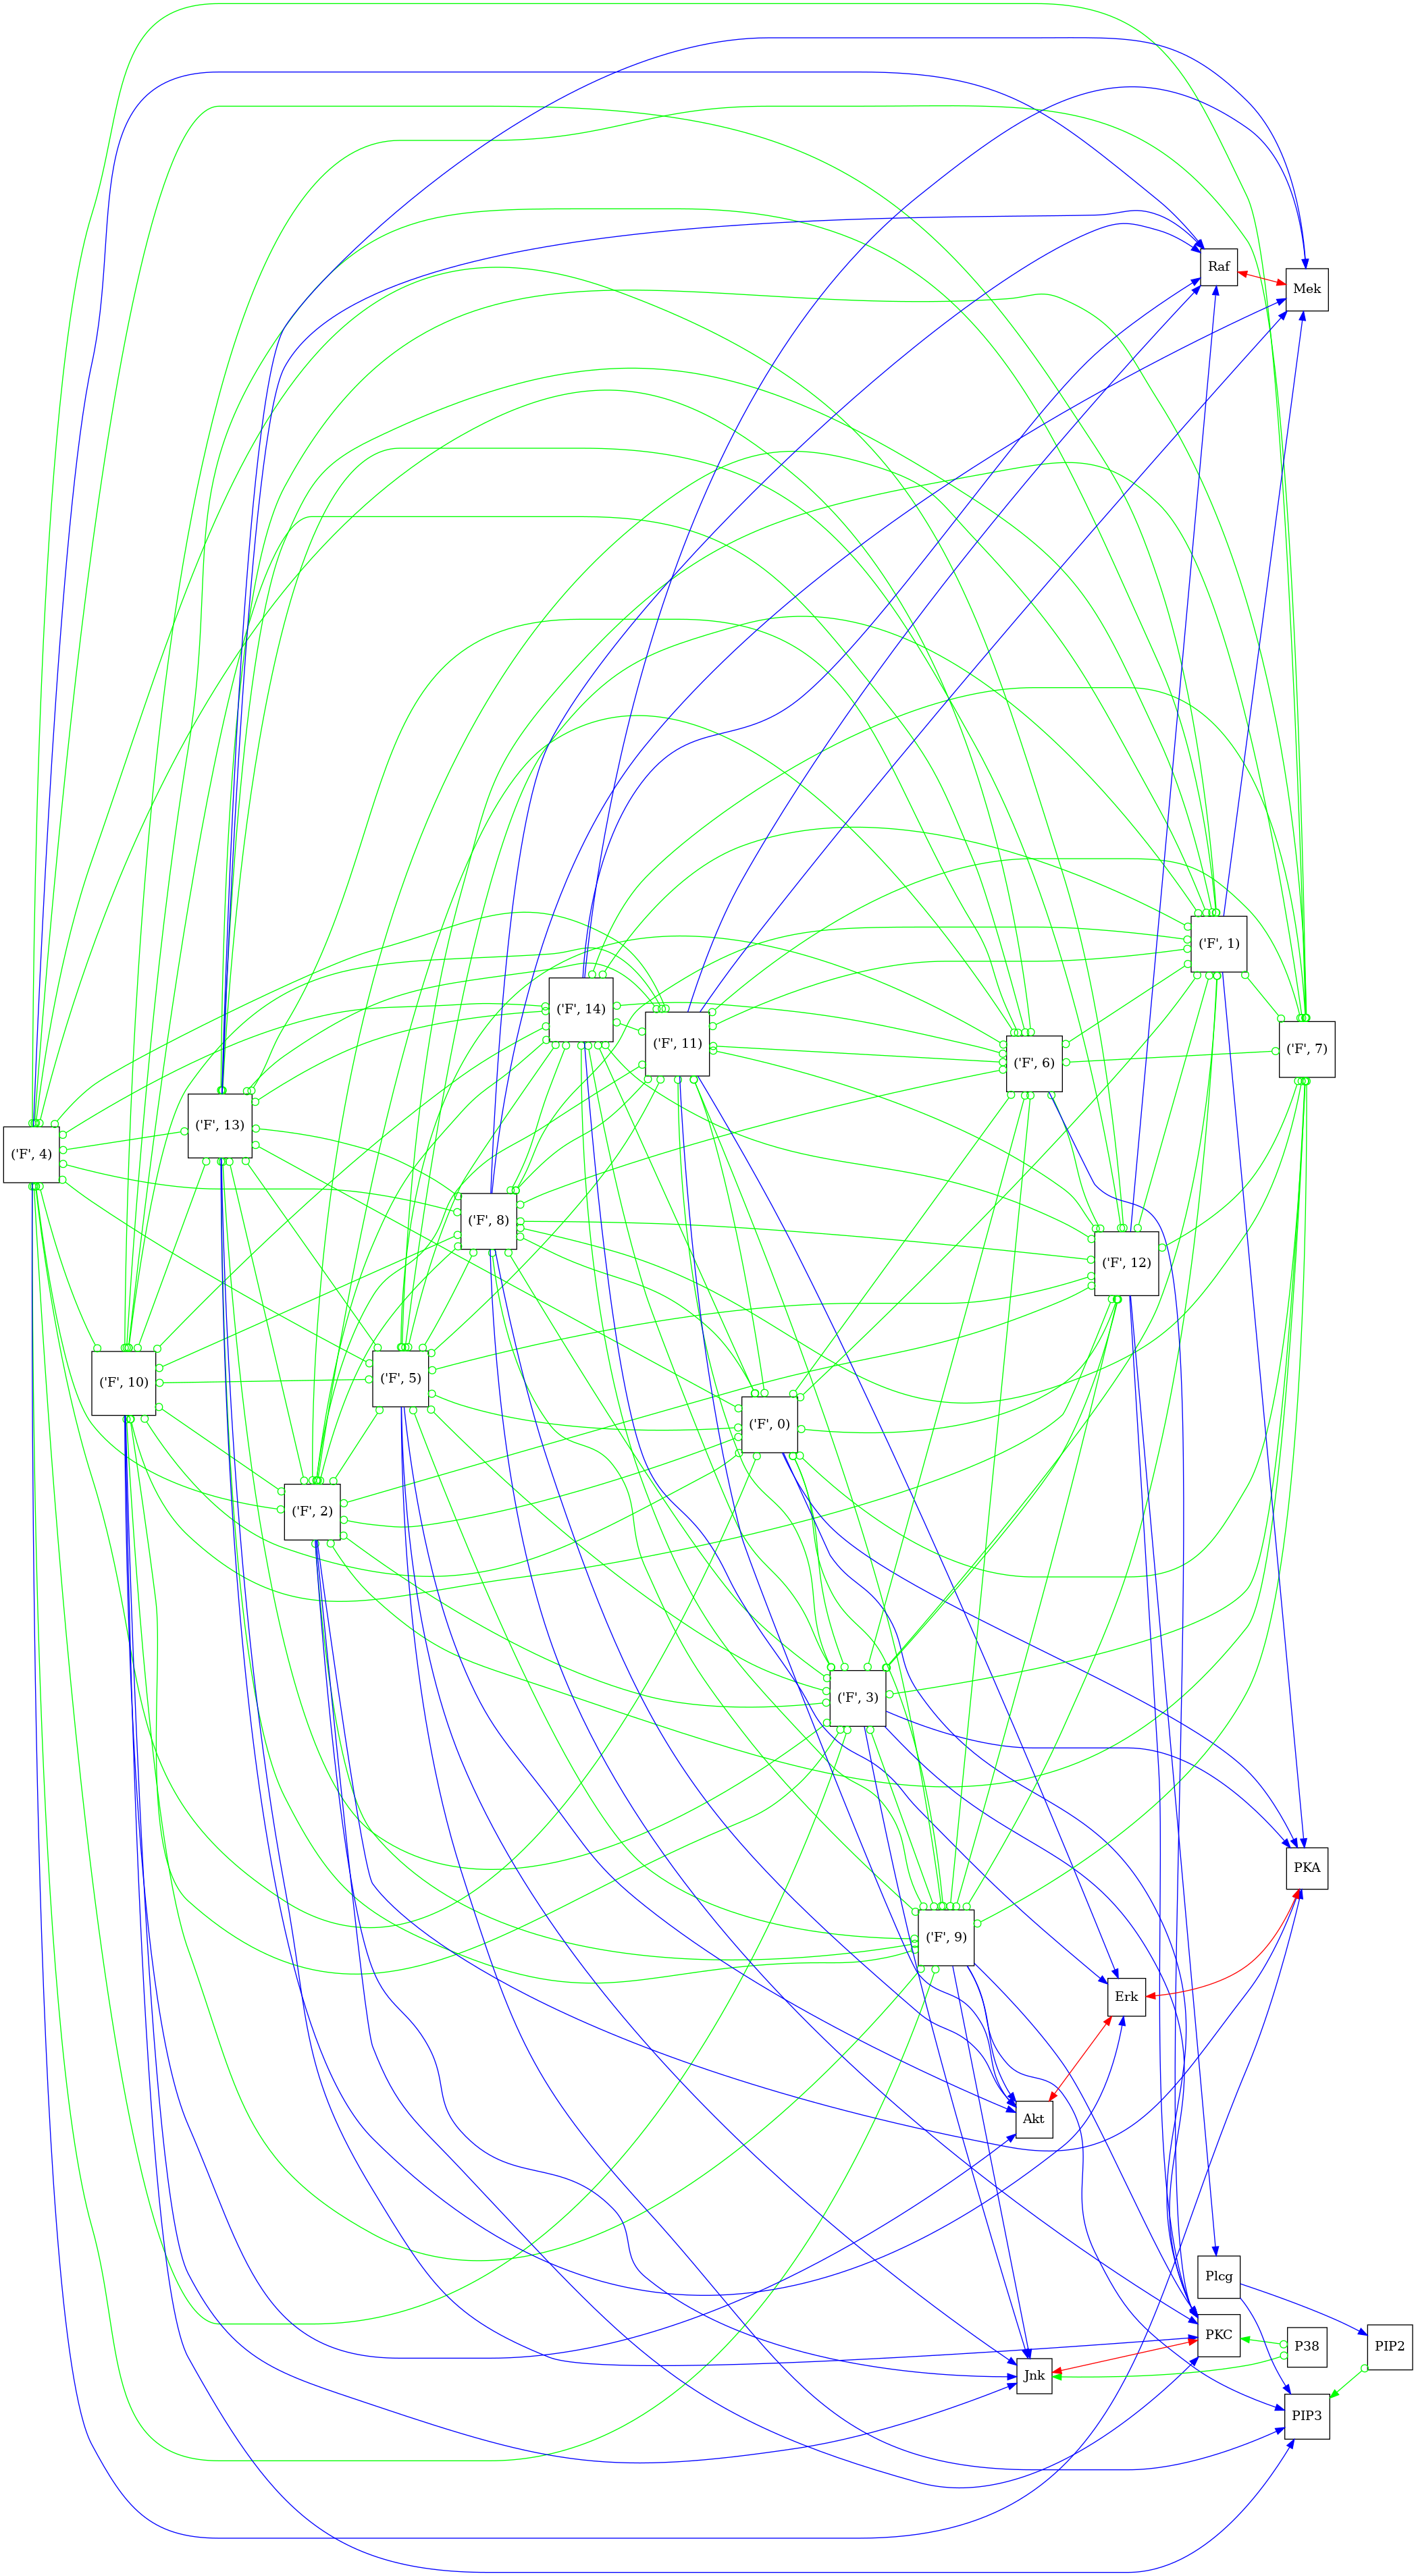 Raf
Mek
('F', 1)
('F', 14)
('F', 11)
('F', 7)
('F', 6)
('F', 13)
('F', 4)
('F', 8)
('F', 12)
('F', 5)
('F', 10)
('F', 0)
('F', 2)
('F', 3)
PKA
('F', 9)
Erk
Akt
Plcg
PKC
P38
PIP2
Jnk
PIP3